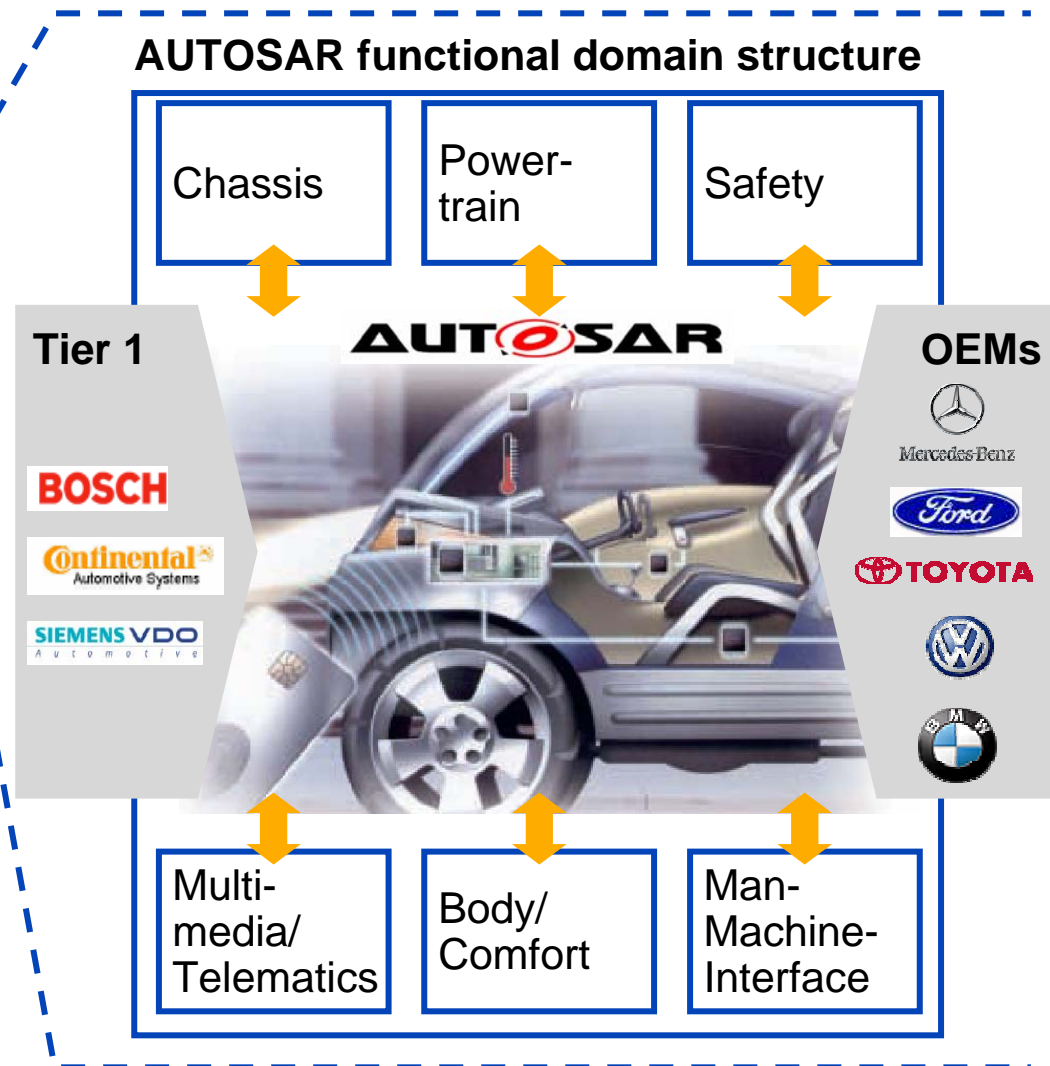 AUTOSAR functional domain structure
Chassis
Power-
train
Safety
AUTOSAR
Tier 1
BOSCH
Continental
Automotive Systems
SIEMENS VDO
Automotive
OEMs
Mercedes-Benz
Ford
TOYOTA
VW
BMW
Multi-
media/
Telematics
Body/
Comfort
Man-
Machine-
Interface